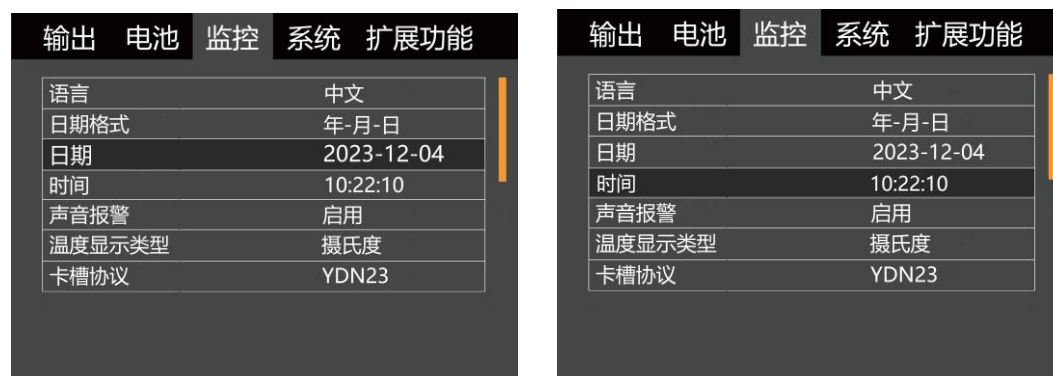 输出 电池 监控 系统 扩展功能
语言 中文
日期格式 年-月-日
日期 2023-12-04
时间 10:22:10
声音报警 启用
温度显示类型 摄氏度
卡槽协议 YDN23
输出 电池 监控 系统 扩展功能
语言 中文
日期格式 年-月-日
日期 2023-12-04
时间 10:22:10
声音报警 启用
温度显示类型 摄氏度
卡槽协议 YDN23